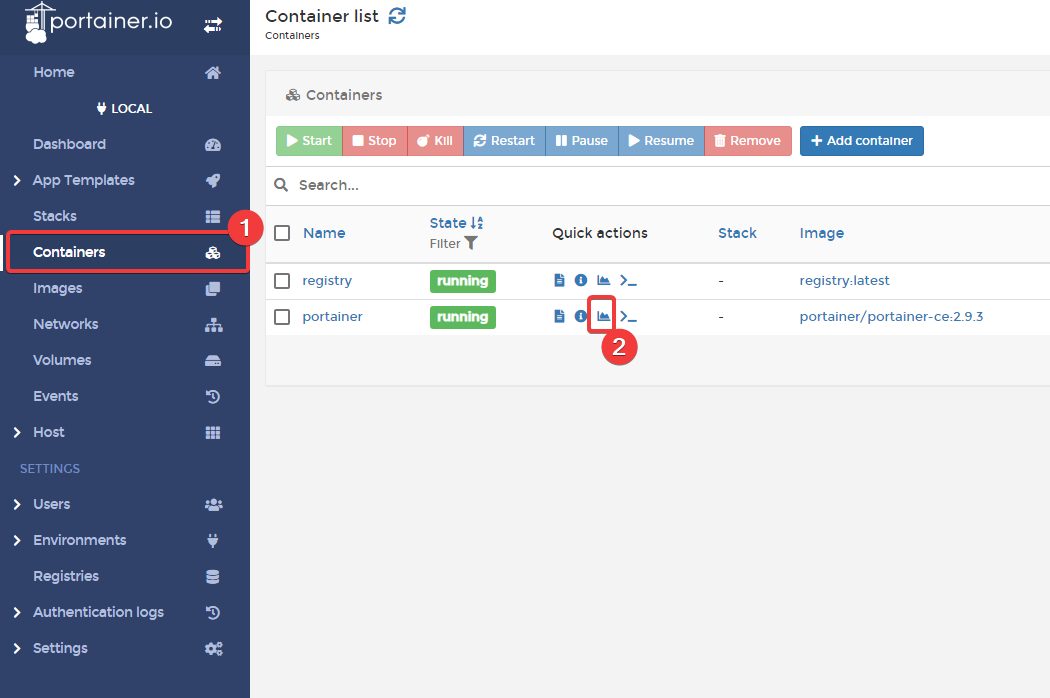 portainer.io
Home
LOCAL
Dashboard
App Templates
Stacks
1
Containers
Images
Networks
Volumes
Events
Host
SETTINGS
Users
Environments
Registries
Authentication logs
Settings
Container list
Containers
Containers
Start Stop Kill Restart Pause Resume Remove Add container
Search...
Name State Filter Quick actions Stack Image
registry running - registry:latest
portainer running - portainer/portainer-ce:2.9.3
2